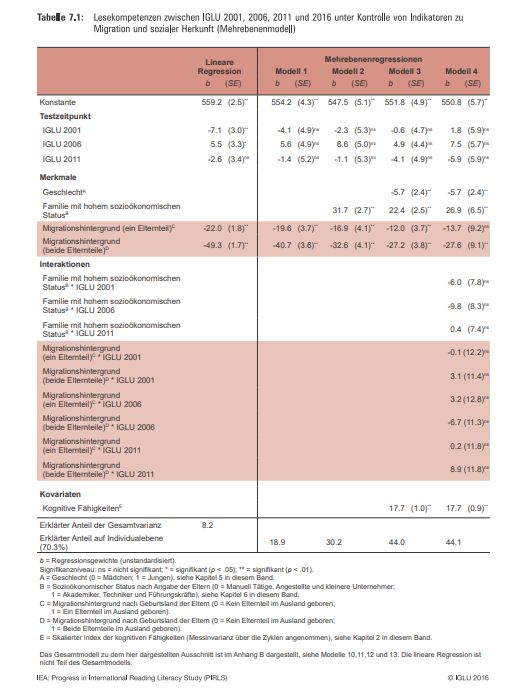 Tabelle 7.1: Lesekompetenzen zwischen IGLU 2001, 2006, 2011 und 2016 unter Kontrolle von Indikatoren zu
Migration und sozialer Herkunft (Mehrebenenmodell)
Lineare Regression Mehrebenenregressionen
Modell 1 Modell 2 Modell 3 Modell 4
b (SE) b (SE) b (SE) b (SE) b (SE)
Konstante 559.2 (2.5)** 554.2 (4.3)** 547.5 (5.1)** 551.8 (4.9)** 550.8 (5.7)**
Testzeitpunkt
IGLU 2001 -7.1 (3.0)** -4.1 (4.9)ns -2.3 (5.3)ns -0.6 (4.7)ns 1.8 (5.9)ns
IGLU 2006 5.5 (3.3)* 5.6 (4.9)ns 6.6 (5.0)ns 4.9 (4.4)ns 7.5 (5.7)ns
IGLU 2011 -2.6 (3.4)ns -1.4 (5.2)ns -1.1 (5.3)ns -4.1 (4.9)ns -5.9 (5.9)ns
Merkmale
GeschlechtA -5.7 (2.4)** -5.7 (2.4)**
Familie mit hohem sozioökonomischen
StatusB 31.7 (2.7)** 22.4 (2.5)** 26.9 (6.5)**
Migrationshintergrund (ein Elternteil)C -22.0 (1.8)** -19.6 (3.7)** -16.9 (4.1)** -12.0 (3.7)** -13.7 (9.2)ns
Migrationshintergrund
(beide Elternteile)D -49.3 (1.7)** -40.7 (3.6)** -32.6 (4.1)** -27.2 (3.8)** -27.6 (9.1)**
Interaktionen
Familie mit hohem sozioökonomischen
StatusB * IGLU 2001 -6.0 (7.8)ns
Familie mit hohem sozioökonomischen
StatusB * IGLU 2006 -9.8 (8.3)ns
Familie mit hohem sozioökonomischen
StatusB * IGLU 2011 0.4 (7.4)ns
Migrationshintergrund
(ein Elternteil)C * IGLU 2001 -0.1 (12.2)ns
Migrationshintergrund
(beide Elternteile)D * IGLU 2001 3.1 (11.4)ns
Migrationshintergrund
(ein Elternteil)C * IGLU 2006 3.2 (12.8)ns
Migrationshintergrund
(beide Elternteile)D * IGLU 2006 -6.7 (11.3)ns
Migrationshintergrund
(ein Elternteil)C * IGLU 2011 0.2 (11.8)ns
Migrationshintergrund
(beide Elternteile)D * IGLU 2011 8.9 (11.8)ns
Kovariaten
Kognitive FähigkeitenE 17.7 (1.0)** 17.7 (0.9)**
Erklärter Anteil der Gesamtvarianz 8.2
Erklärter Anteil auf Individualebene
(70.3%) 18.9 30.2 44.0 44.1
b = Regressionsgewichte (unstandardisiert).
Signifikanzniveau: ns = nicht signifikant; * = signifikant (p < .05); ** = signifikant (p < .01).
A = Geschlecht (0 = Mädchen; 1 = Jungen), siehe Kapitel 5 in diesem Band.
B = Sozioökonomischer Status nach Angabe der Eltern (0 = Manuell Tätige, Angestellte und kleinere Unternehmer;
1 = Akademiker, Techniker und Führungskräfte), siehe Kapitel 6 in diesem Band.
C = Migrationshintergrund nach Geburtsland der Eltern (0 = Kein Elternteil im Ausland geboren;
1 = Ein Elternteil im Ausland geboren).
D = Migrationshintergrund nach Geburtsland der Eltern (0 = Kein Elternteil im Ausland geboren;
1 = Beide Elternteile im Ausland geboren).
E = Skalierter Index der kognitiven Fähigkeiten (Messinvarianz über die Zyklen angenommen), siehe Kapitel 2 in diesem Band.
Das Gesamtmodell zu dem hier dargestellten Ausschnitt ist im Anhang B dargestellt, siehe Modelle 10,11,12 und 13. Die lineare Regression ist
nicht Teil des Gesamtmodells.
IEA: Progress in International Reading Literacy Study (PIRLS) © IGLU 2016